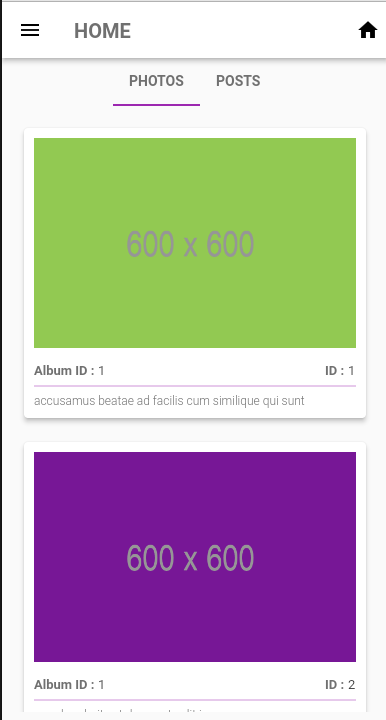 HOME
PHOTOS POSTS
600 x 600
Album ID : 1 ID : 1
accusamus beatae ad facilis cum similique qui sunt
600 x 600
Album ID : 1 ID : 2